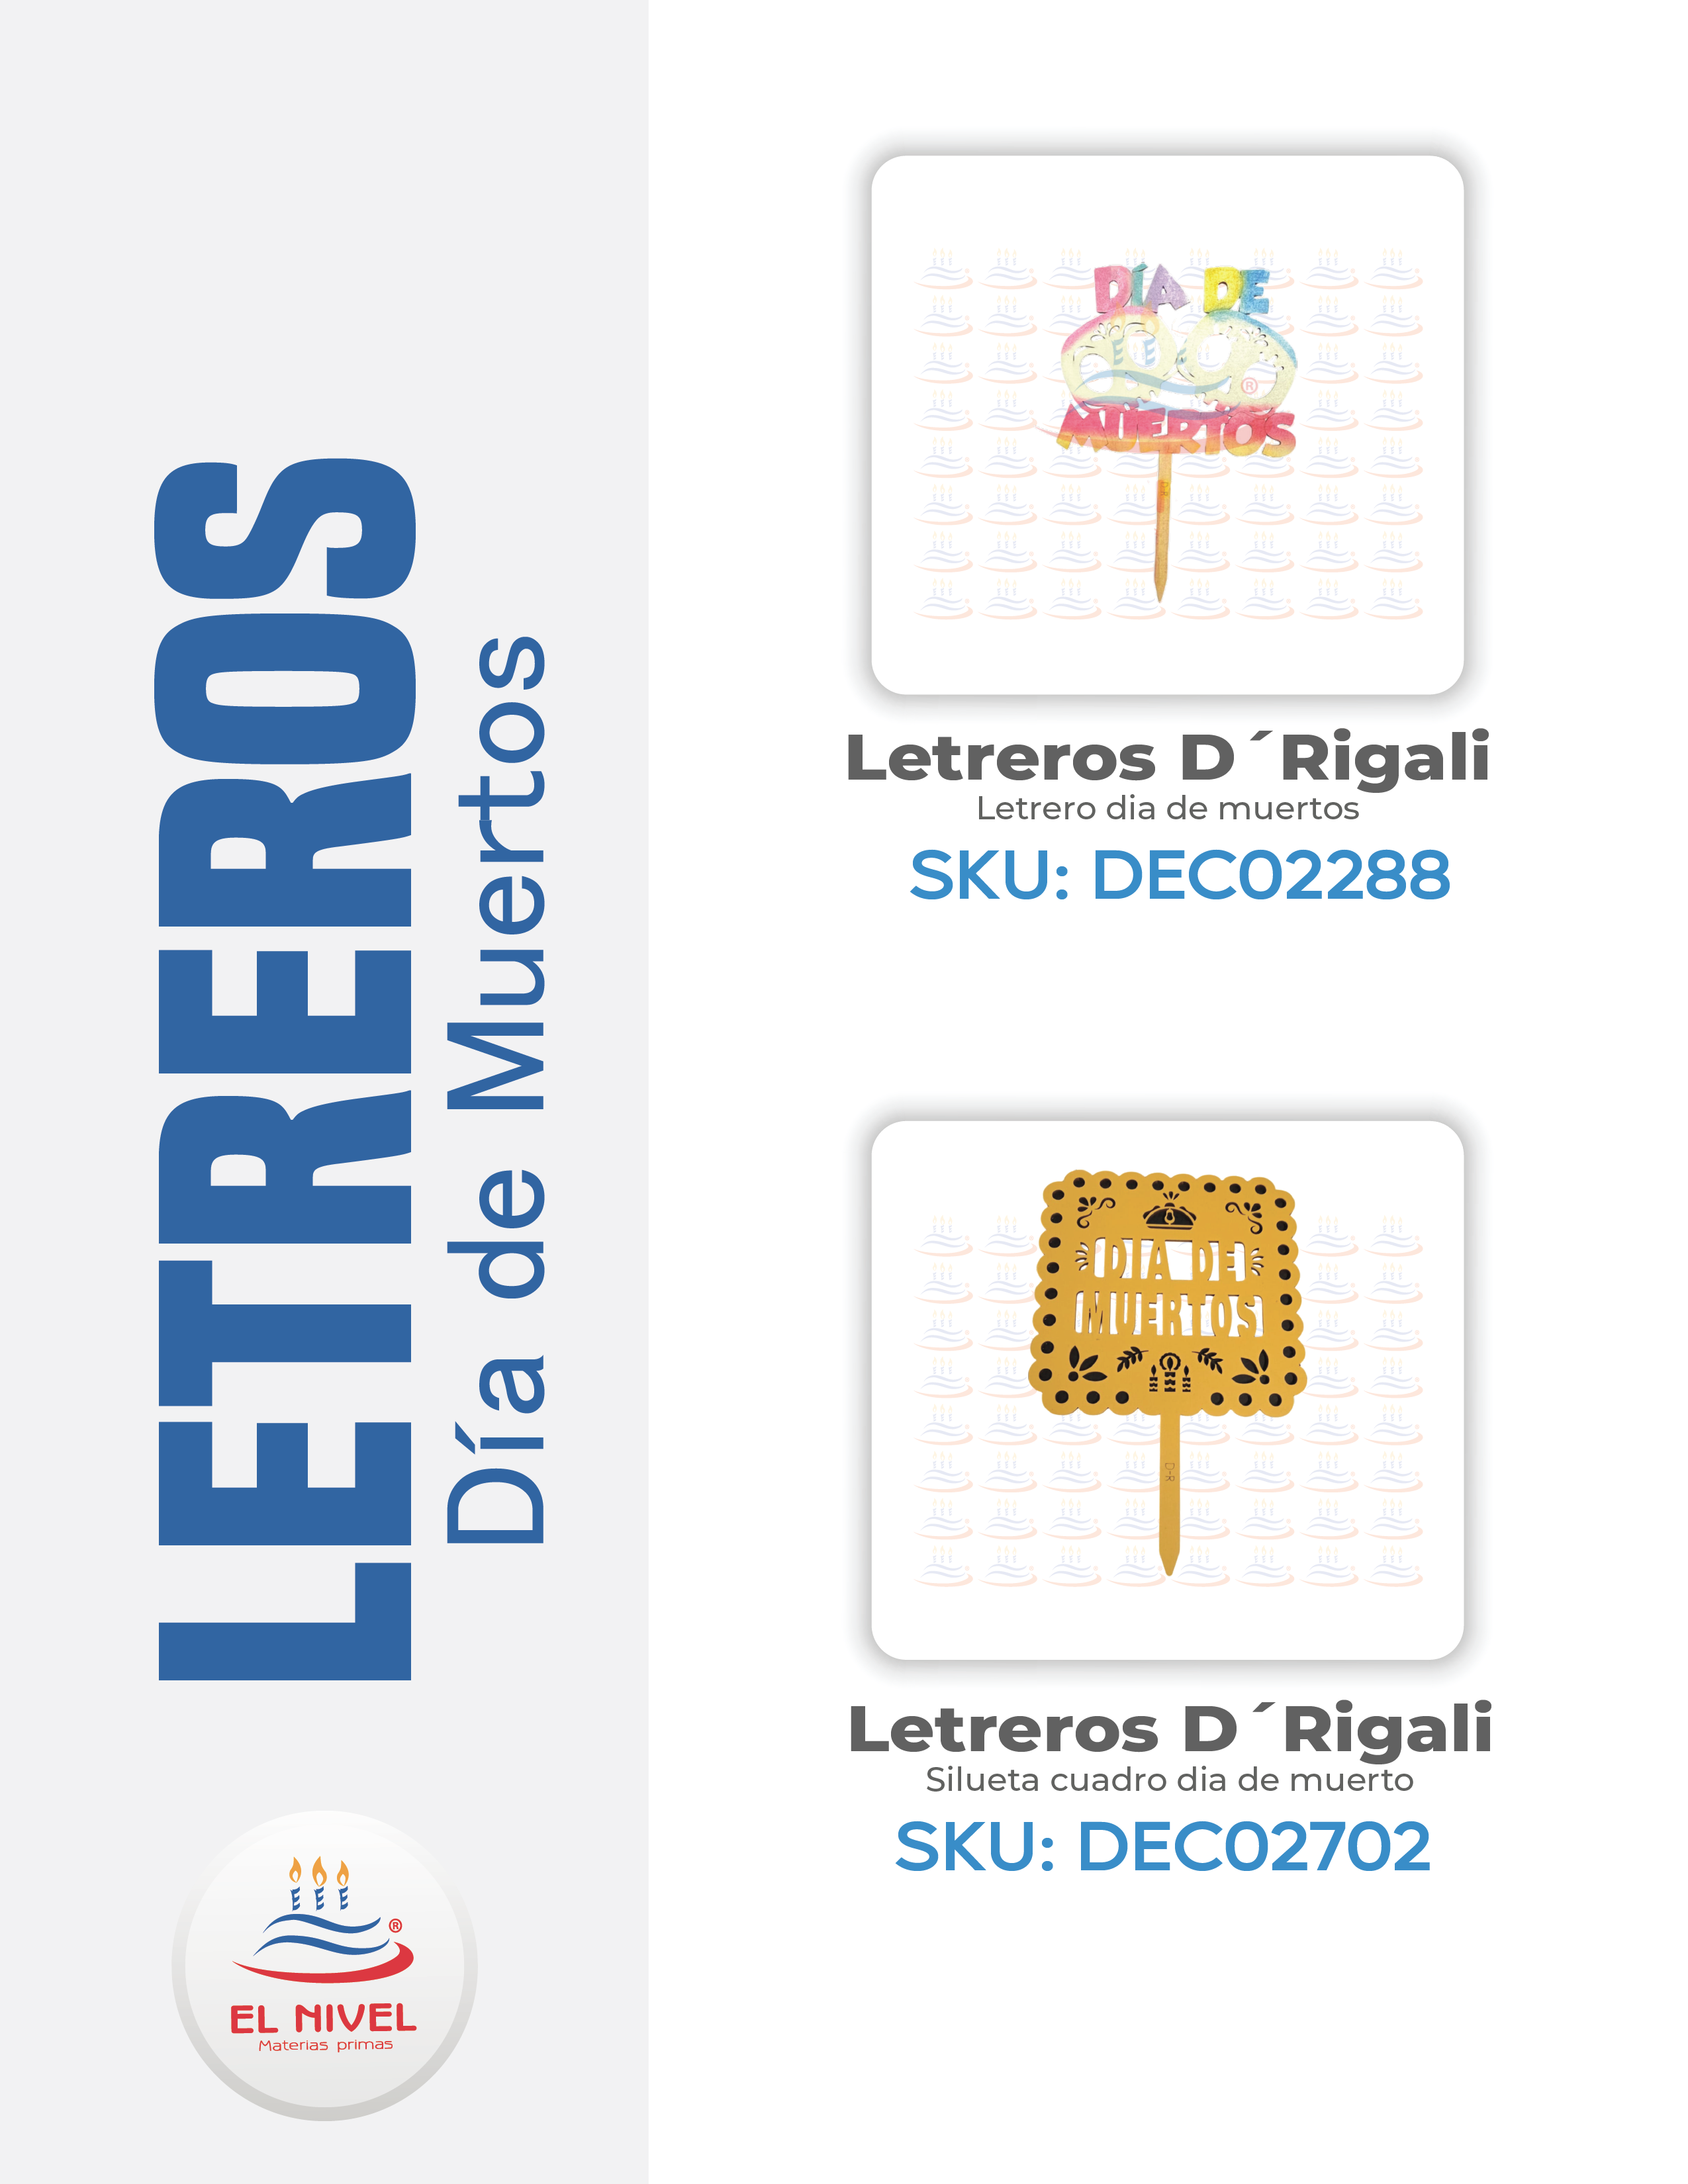 LETREROS
Día de Muertos
DÍA DE
MUERTOS
®
D-R
Letreros D´Rigali
Letrero dia de muertos
SKU: DEC02288
DIA DE
MUERTOS
D-R
Letreros D´Rigali
Silueta cuadro dia de muerto
SKU: DEC02702
®
EL NIVEL
Materias primas